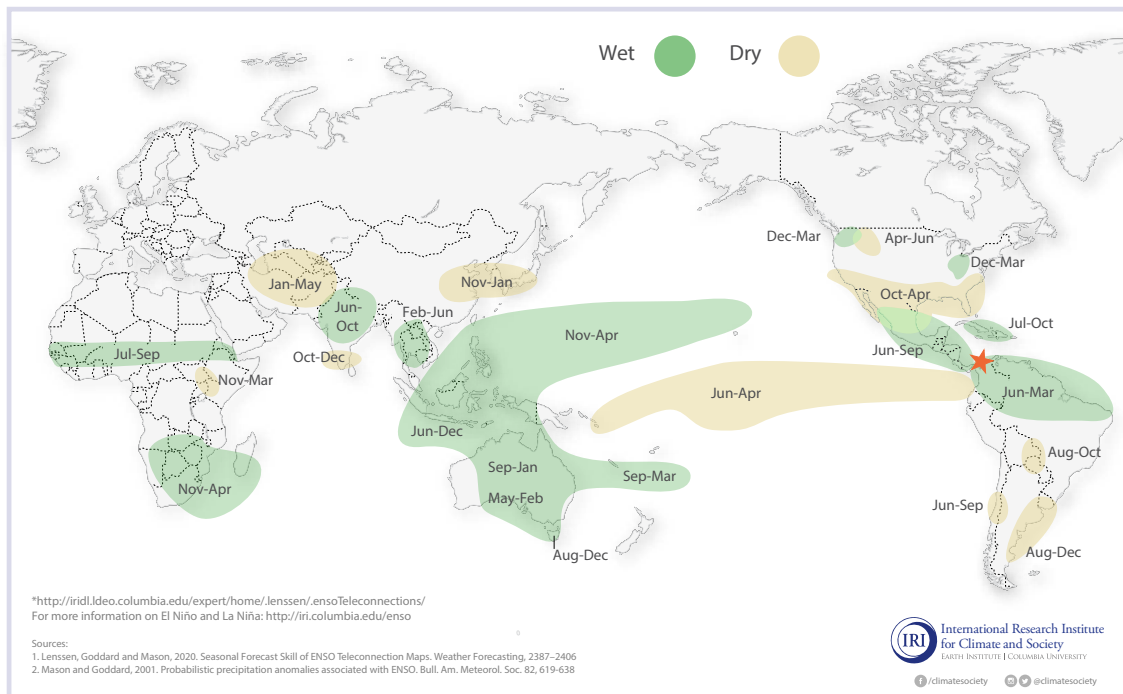 Wet
Dry
Dec-Mar
Apr-Jun
Dec-Mar
Jan-May
Nov-Jan
Oct-Apr
Jun-
Oct
Feb-Jun
Nov-Apr
Jul-Oct
Jul-Sep
Oct-Dec
Jun-Sep
Nov-Mar
Jun-Apr
Jun-Mar
Jun-Dec
Aug-Oct
Sep-Jan
Sep-Mar
Nov-Apr
May-Feb
Jun-Sep
Aug-Dec
Aug-Dec
*http://iridl.ldeo.columbia.edu/expert/home/.lenssen/.ensoTeleconnections/
For more information on El Niño and La Niña: http://iri.columbia.edu/enso
Sources:
1. Lenssen, Goddard and Mason, 2020. Seasonal Forecast Skill of ENSO Teleconnection Maps. Weather Forecasting, 2387–2406
2. Mason and Goddard, 2001. Probabilistic precipitation anomalies associated with ENSO. Bull. Am. Meteorol. Soc. 82, 619-638
IRI
International Research Institute
for Climate and Society
EARTH INSTITUTE | COLUMBIA UNIVERSITY
/climatesociety
@climatesociety